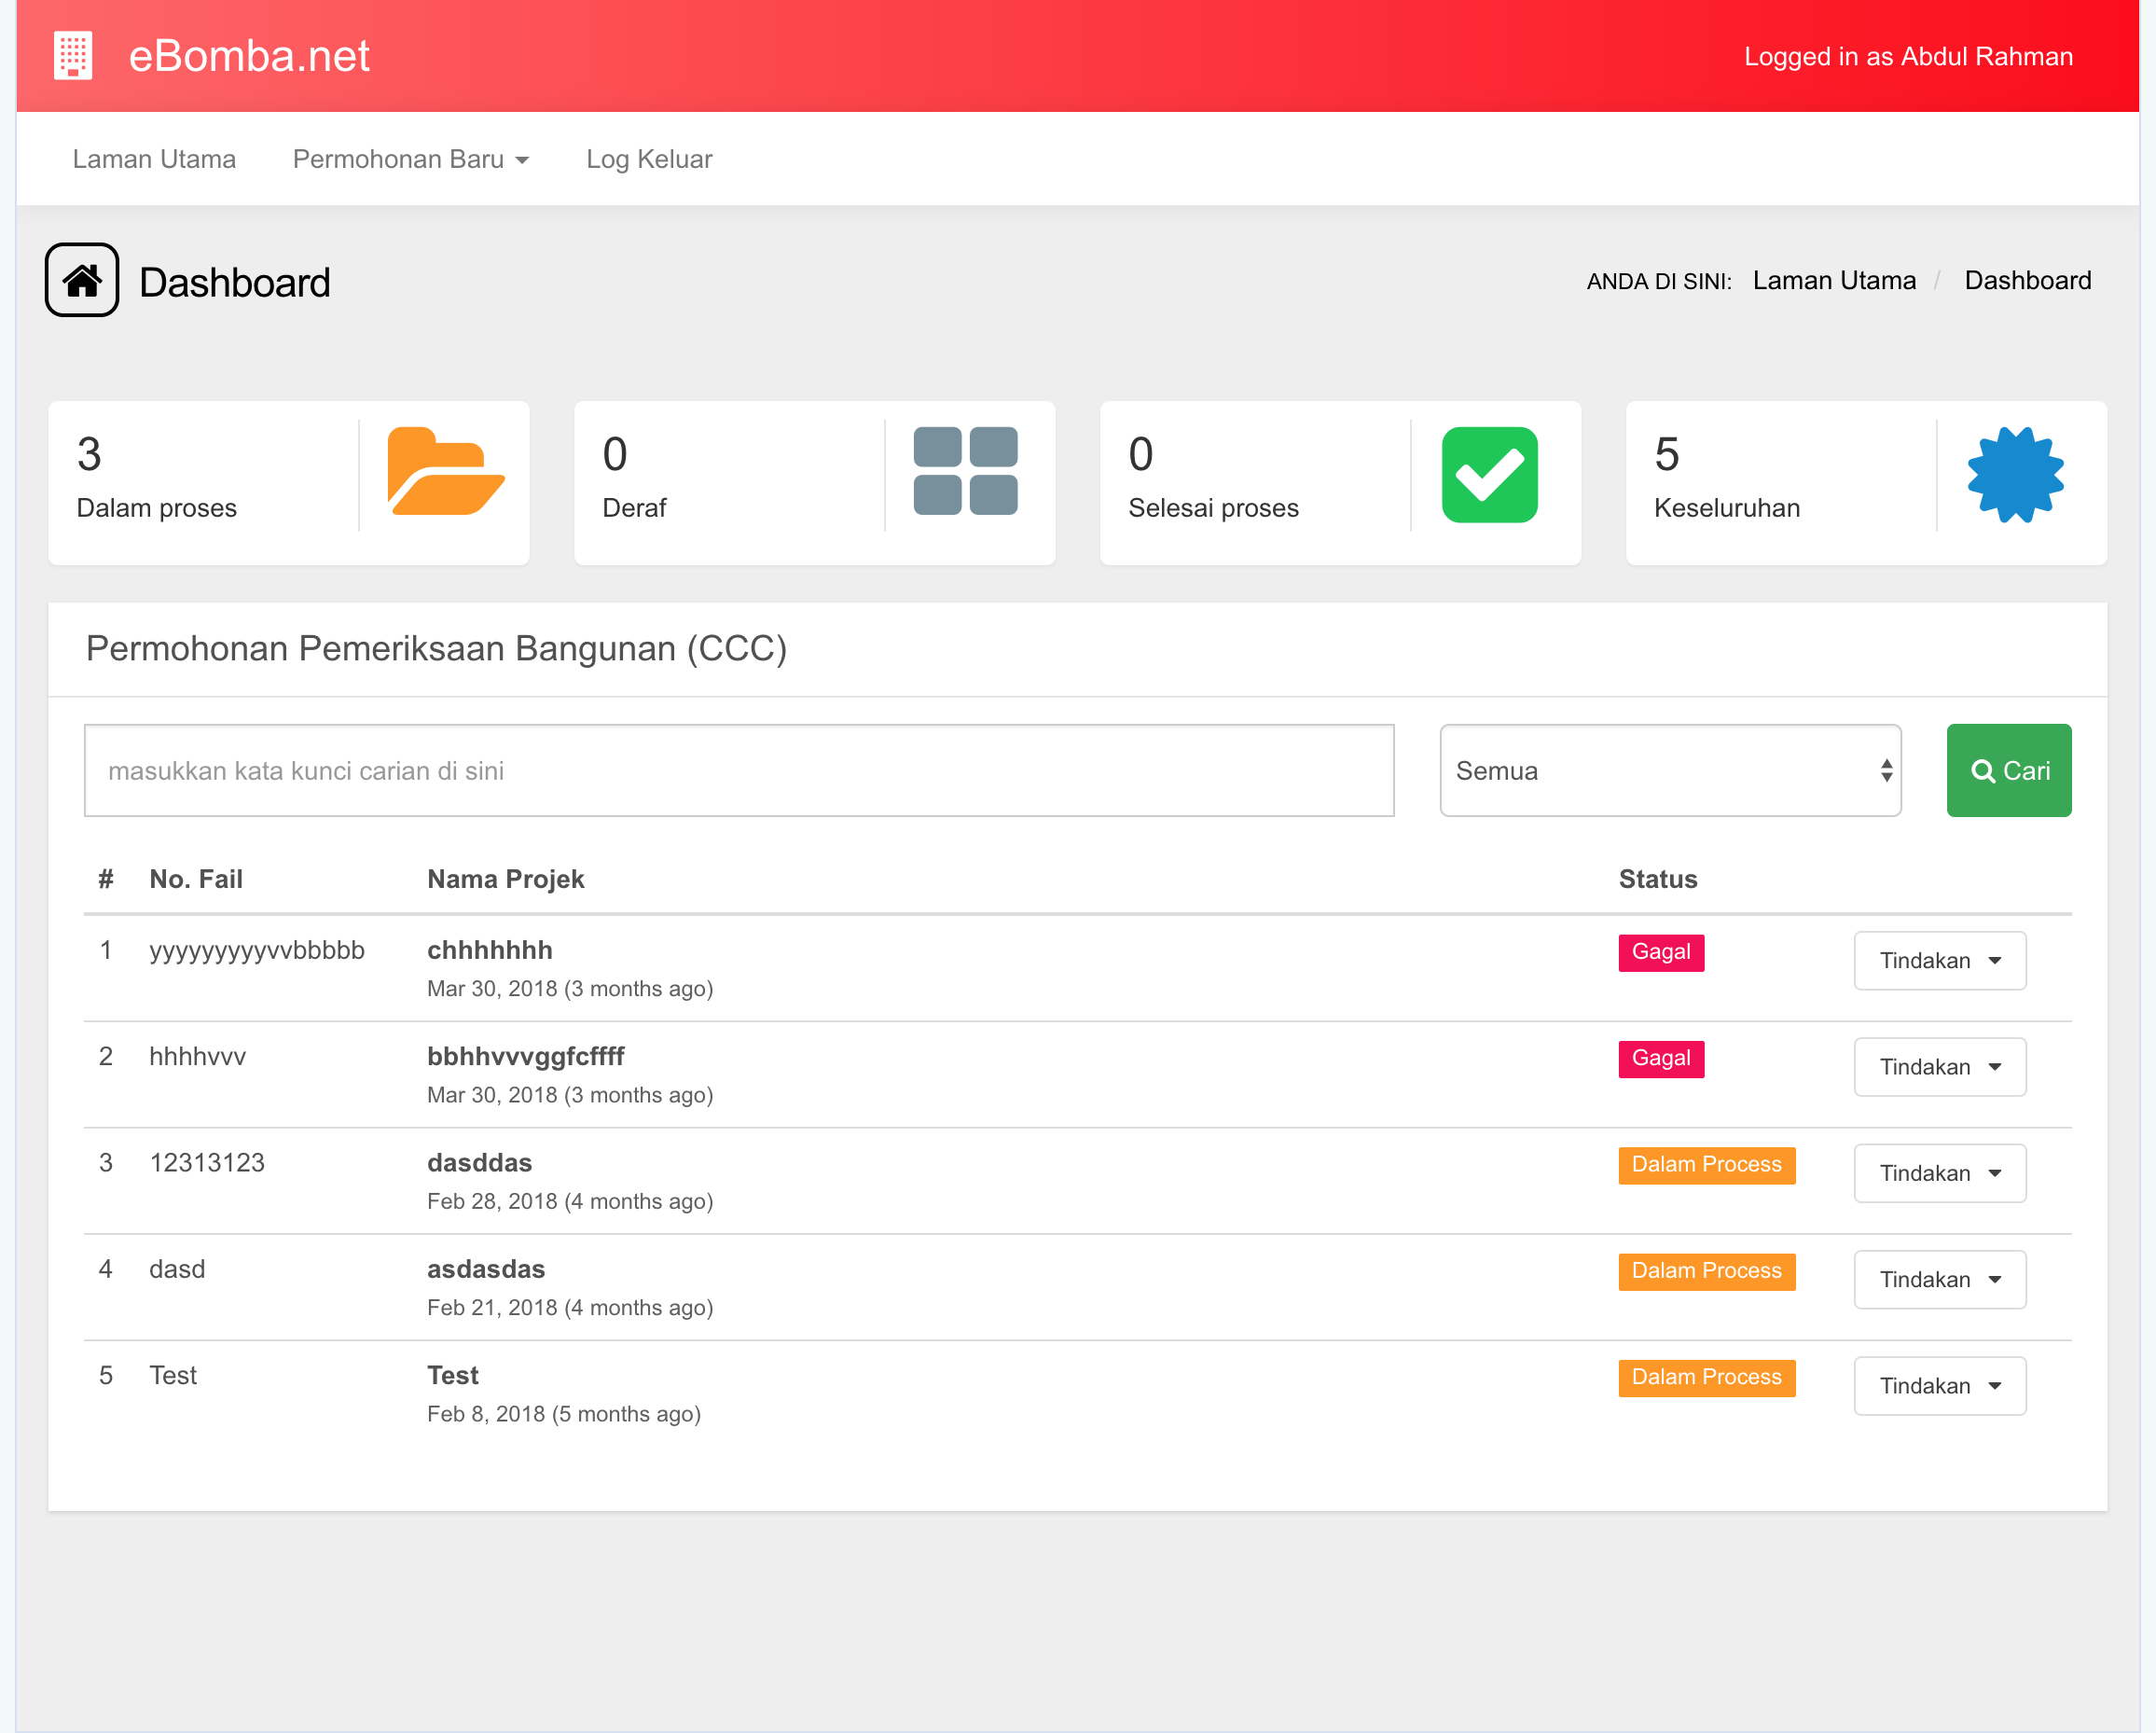 eBomba.net
Logged in as Abdul Rahman
Laman Utama Permohonan Baru Log Keluar
Dashboard
ANDA DI SINI: Laman Utama / Dashboard
3
Dalam proses
0
Deraf
0
Selesai proses
5
Keseluruhan
Permohonan Pemeriksaan Bangunan (CCC)
masukkan kata kunci carian di sini
Semua
Cari
# No. Fail Nama Projek Status
1 yyyyyyyyyvvbbbbb chhhhhhh Gagal Tindakan
Mar 30, 2018 (3 months ago)
2 hhhhvvv bbhhvvvggfcffff Gagal Tindakan
Mar 30, 2018 (3 months ago)
3 12313123 dasddas Dalam Process Tindakan
Feb 28, 2018 (4 months ago)
4 dasd asdasdas Dalam Process Tindakan
Feb 21, 2018 (4 months ago)
5 Test Test Dalam Process Tindakan
Feb 8, 2018 (5 months ago)